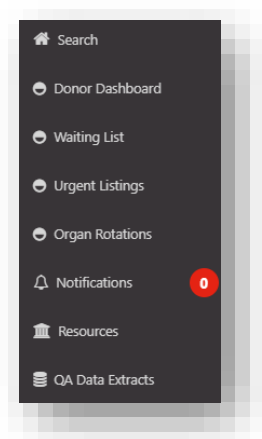 Search
Donor Dashboard
Waiting List
Urgent Listings
Organ Rotations
Notifications 0
Resources
QA Data Extracts